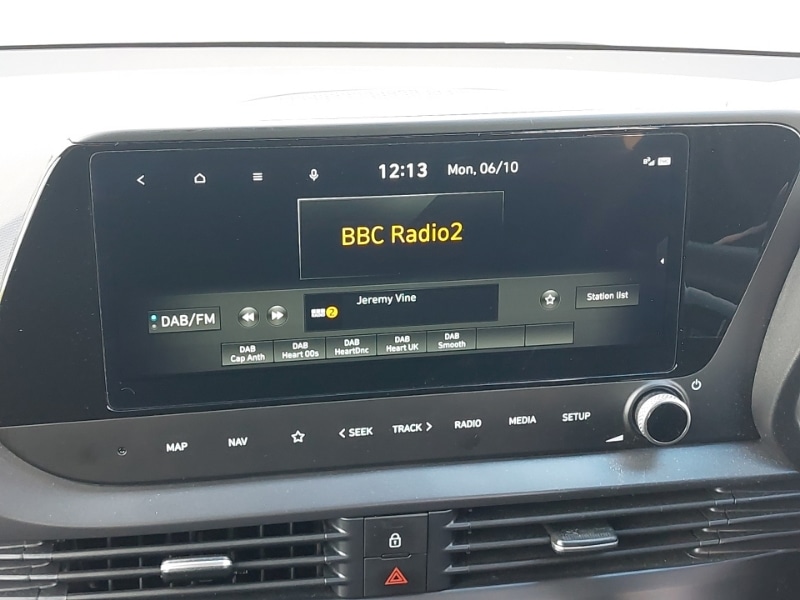 12:13 Mon, 06/10
BBC Radio2
Jeremy Vine
2
DAB/FM
Station list
DAB DAB DAB DAB DAB
Cap Anth Heart 00s HeartDnc Heart UK Smooth
MAP NAV SEEK TRACK RADIO MEDIA SETUP